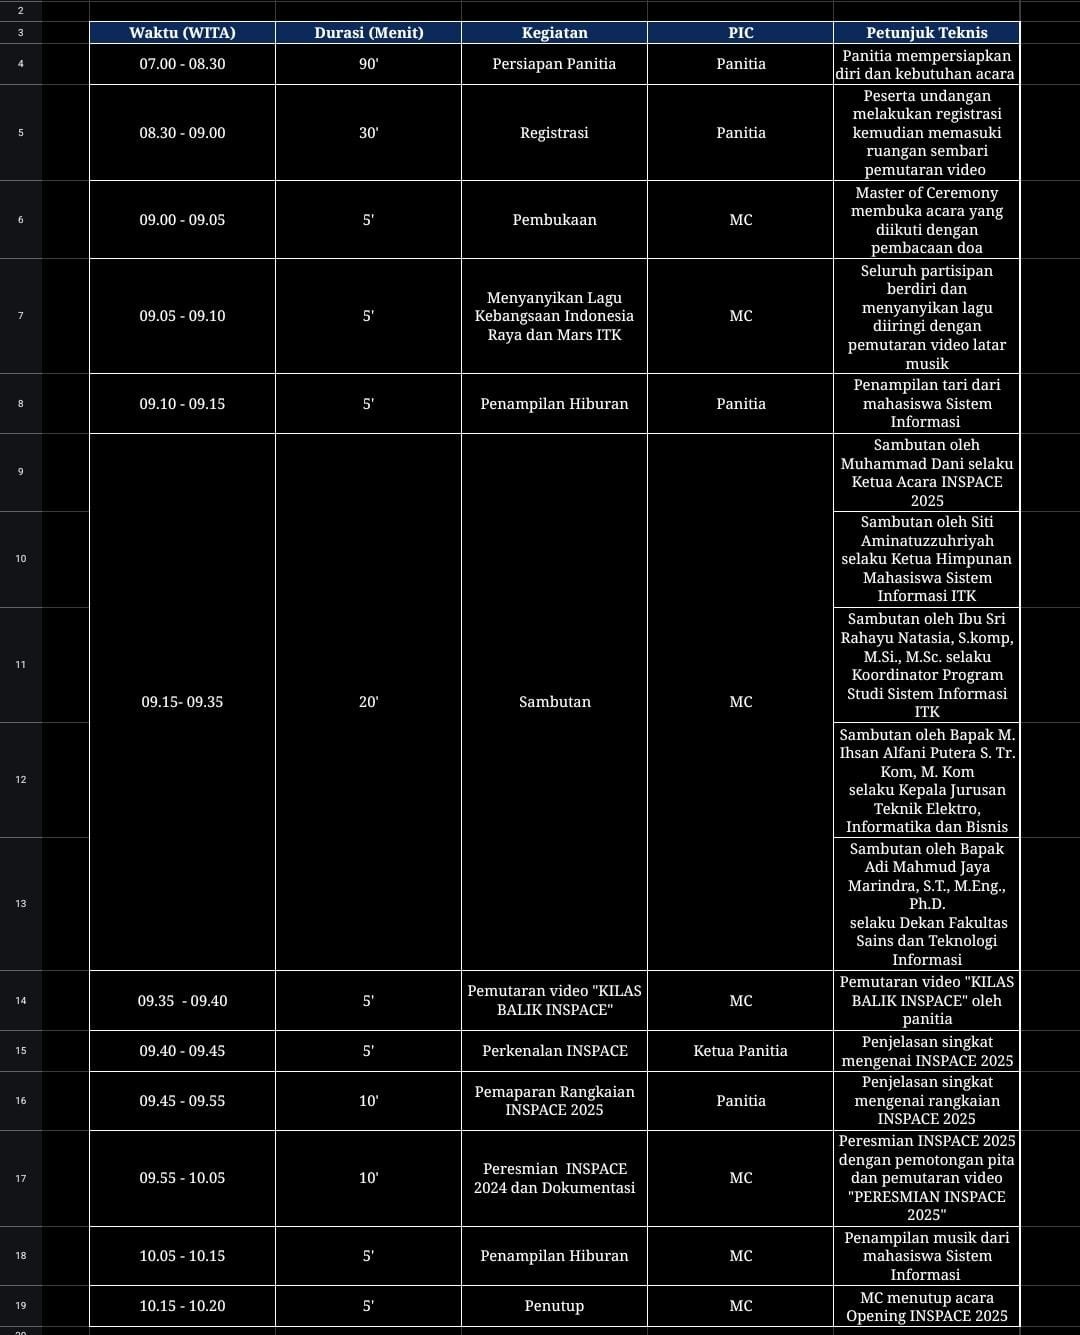 2
3
Waktu (WITA) Durasi (Menit) Kegiatan PIC Petunjuk Teknis
4
07.00 - 08.30 90' Persiapan Panitia Panitia
Panitia mempersiapkan
diri dan kebutuhan acara
5
08.30 - 09.00 30' Registrasi Panitia
Peserta undangan
melakukan registrasi
kemudian memasuki
ruangan sembari
pemutaran video
6
09.00 - 09.05 5' Pembukaan MC
Master of Ceremony
membuka acara yang
diikuti dengan
pembacaan doa
7
09.05 - 09.10 5'
Menyanyikan Lagu
Kebangsaan Indonesia
Raya dan Mars ITK
MC
Seluruh partisipan
berdiri dan
menyanyikan lagu
diiringi dengan
pemutaran video latar
musik
8
09.10 - 09.15 5' Penampilan Hiburan Panitia
Penampilan tari dari
mahasiswa Sistem
Informasi
09.15- 09.35 20' Sambutan MC
9
Sambutan oleh
Muhammad Dani selaku
Ketua Acara INSPACE
2025
10
Sambutan oleh Siti
Aminatuzzuhriyah
selaku Ketua Himpunan
Mahasiswa Sistem
Informasi ITK
11
Sambutan oleh Ibu Sri
Rahayu Natasia, S.komp,
M.Si., M.Sc. selaku
Koordinator Program
Studi Sistem Informasi
ITK
12
Sambutan oleh Bapak M.
Ihsan Alfani Putera S. Tr.
Kom, M. Kom
selaku Kepala Jurusan
Teknik Elektro,
Informatika dan Bisnis
13
Sambutan oleh Bapak
Adi Mahmud Jaya
Marindra, S.T., M.Eng.,
Ph.D.
selaku Dekan Fakultas
Sains dan Teknologi
Informasi
14
09.35  - 09.40 5'
Pemutaran video "KILAS
BALIK INSPACE"
MC
Pemutaran video "KILAS
BALIK INSPACE" oleh
panitia
15
09.40 - 09.45 5' Perkenalan INSPACE Ketua Panitia
Penjelasan singkat
mengenai INSPACE 2025
16
09.45 - 09.55 10'
Pemaparan Rangkaian
INSPACE 2025
Panitia
Penjelasan singkat
mengenai rangkaian
INSPACE 2025
17
09.55 - 10.05 10'
Peresmian  INSPACE
2024 dan Dokumentasi
MC
Peresmian INSPACE 2025
dengan pemotongan pita
dan pemutaran video
"PERESMIAN INSPACE
2025"
18
10.05 - 10.15 5' Penampilan Hiburan MC
Penampilan musik dari
mahasiswa Sistem
Informasi
19
10.15 - 10.20 5' Penutup MC
MC menutup acara
Opening INSPACE 2025